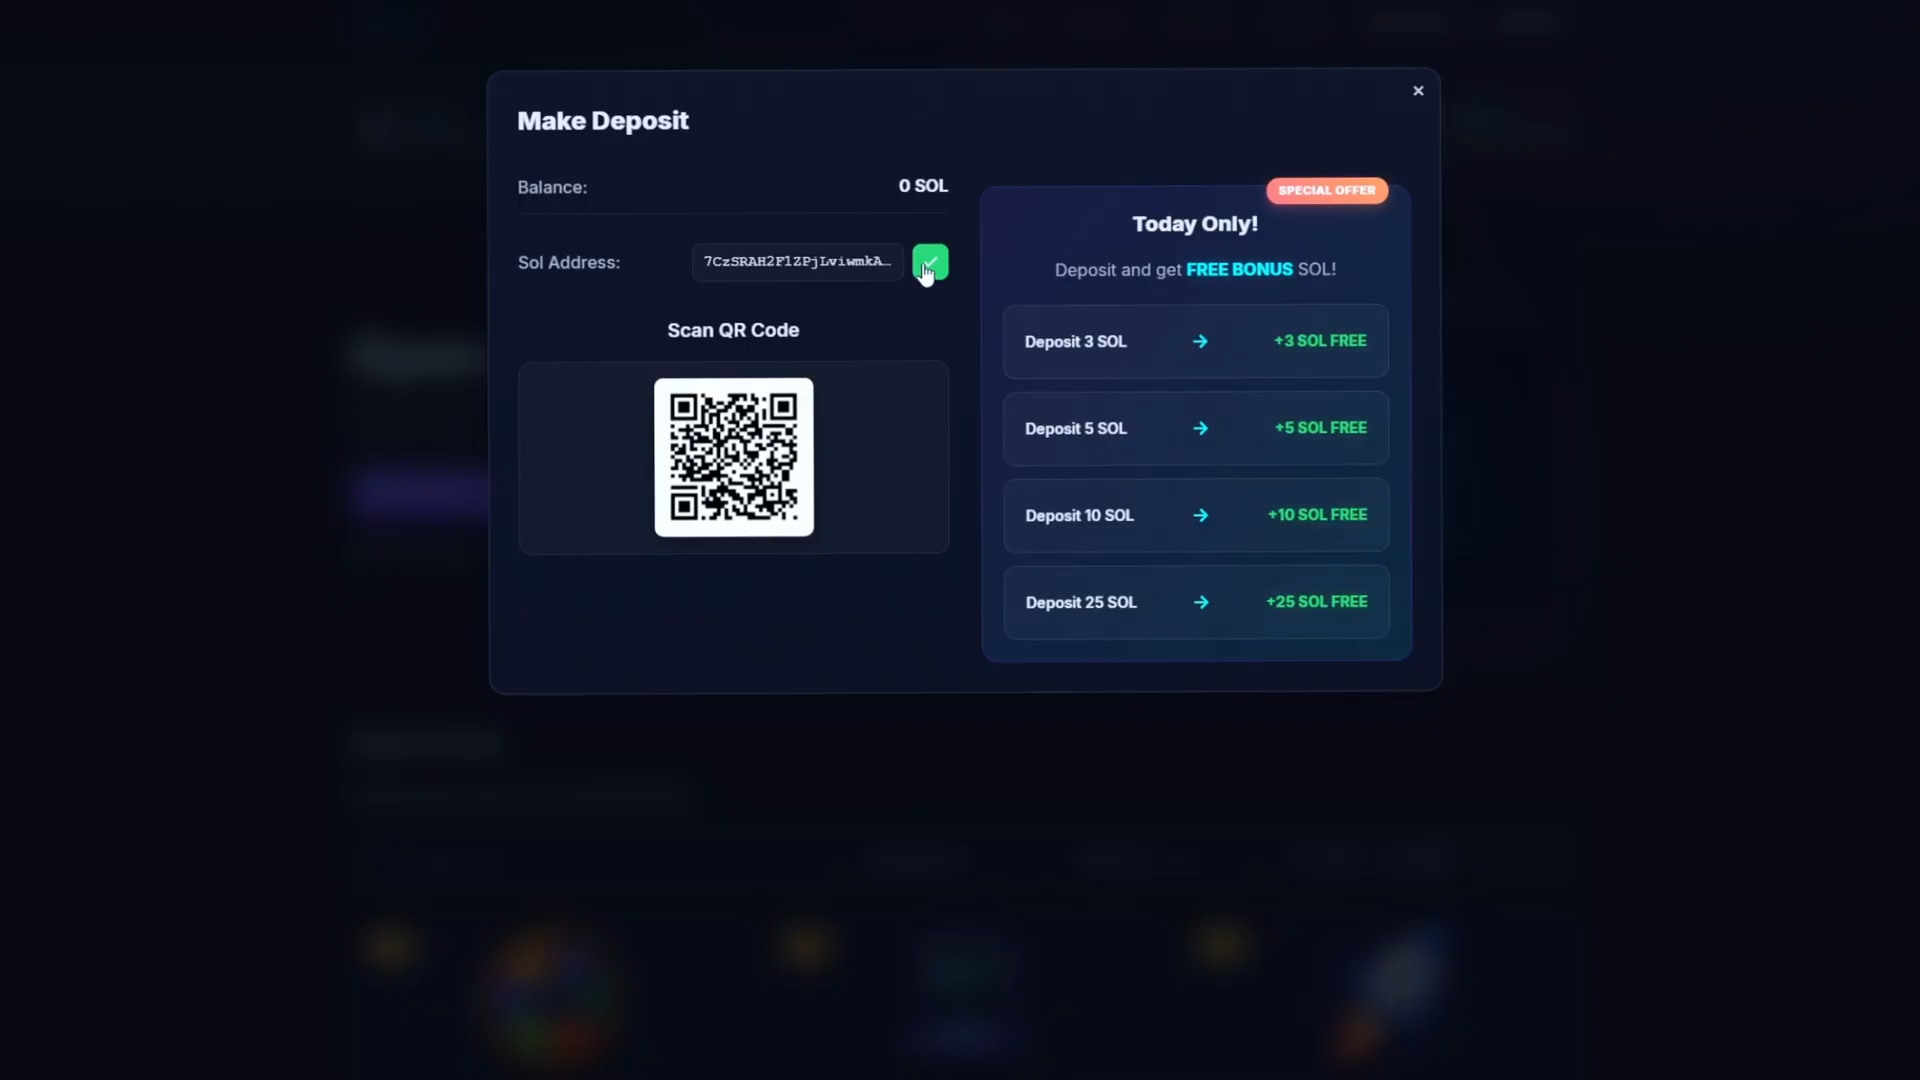 Make Deposit
Balance:
0 SOL
Sol Address:
7CzSRAH2F1ZPjLviwmkA…
Scan QR Code
SPECIAL OFFER
Today Only!
Deposit and get FREE BONUS SOL!
Deposit 3 SOL → +3 SOL FREE
Deposit 5 SOL → +5 SOL FREE
Deposit 10 SOL → +10 SOL FREE
Deposit 25 SOL → +25 SOL FREE